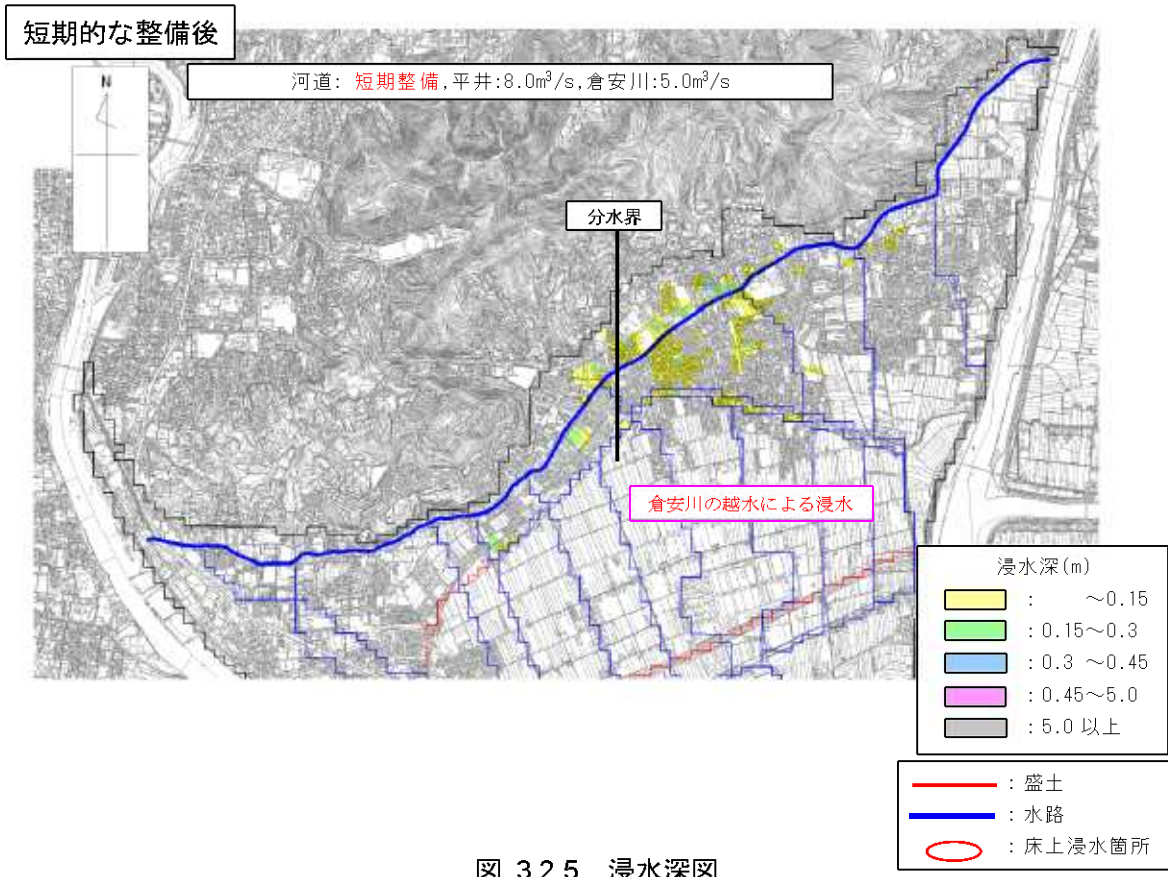 短期的な整備後
N
河道: 短期整備,平井:8.0m³/s,倉安川:5.0m³/s
分水界
倉安川の越水による浸水
浸水深(m)
: ～0.15
: 0.15～0.3
: 0.3 ～0.45
: 0.45～5.0
: 5.0 以上
: 盛土
: 水路
: 床上浸水箇所
図 3.2.5 浸水深図